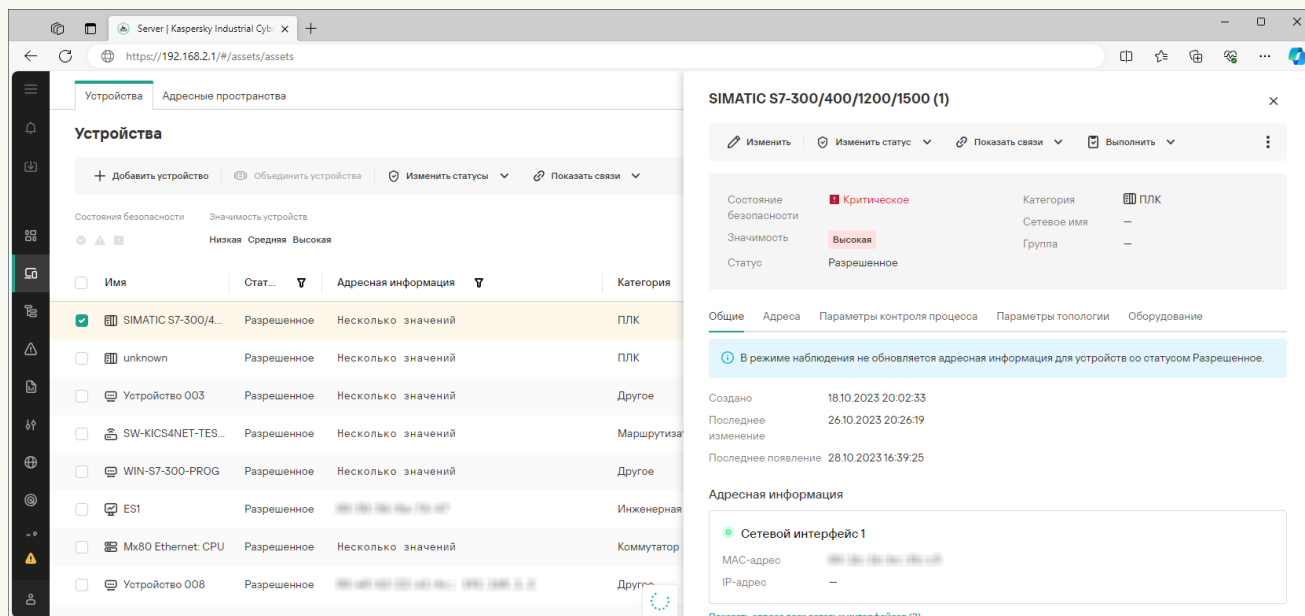 Server | Kaspersky Industrial Cyb
https://192.168.2.1/#/assets/assets
Устройства Адресные пространства
Устройства
Добавить устройство Объединить устройства Изменить статусы Показать связи
Состояния безопасности Значимость устройств
Низкая Средняя Высокая
Имя Стат... Адресная информация Категория
SIMATIC S7-300/4... Разрешенное Несколько значений ПЛК
unknown Разрешенное Несколько значений ПЛК
Устройство 003 Разрешенное Несколько значений Другое
SW-KICS4NET-TES... Разрешенное Несколько значений Маршрутиза
WIN-S7-300-PROG Разрешенное Несколько значений Другое
ES1 Разрешенное Инженерная
Mx80 Ethernet: CPU Разрешенное Несколько значений Коммутатор
Устройство 008 Разрешенное Другое
SIMATIC S7-300/400/1200/1500 (1)
Изменить Изменить статус Показать связи Выполнить
Состояние безопасности Критическое
Значимость Высокая
Статус Разрешенное
Категория ПЛК
Сетевое имя –
Группа –
Общие Адреса Параметры контроля процесса Параметры топологии Оборудование
В режиме наблюдения не обновляется адресная информация для устройств со статусом Разрешенное.
Создано 18.10.2023 20:02:33
Последнее изменение 26.10.2023 20:26:19
Последнее появление 28.10.2023 16:39:25
Адресная информация
Сетевой интерфейс 1
MAC-адрес
IP-адрес –